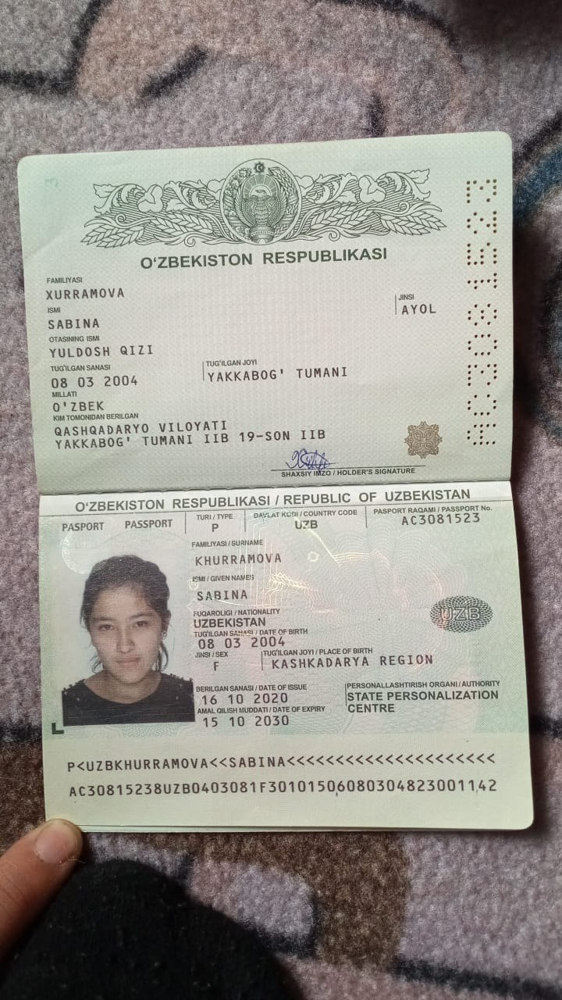 O‘ZBEKISTON RESPUBLIKASI
FAMILIYASI
XURRAMOVA
ISMI
SABINA
JINSI
AYOL
OTASINING ISMI
YULDOSH QIZI
TUG‘ILGAN SANASI
08 03 2004
TUG‘ILGAN JOYI
YAKKABOG' TUMANI
MILLATI
O'ZBEK
KIM TOMONIDAN BERILGAN
QASHQADARYO VILOYATI
YAKKABOG' TUMANI IIB 19-SON IIB
SHAXSIY IMZO / HOLDER'S SIGNATURE
AC3081523
O‘ZBEKISTON RESPUBLIKASI / REPUBLIC OF UZBEKISTAN
PASPORT PASSPORT
TURI / TYPE
P
DAVLAT KODI / COUNTRY CODE
UZB
PASPORT RAQAMI / PASSPORT No.
AC3081523
FAMILIYASI / SURNAME
KHURRAMOVA
ISMI / GIVEN NAMES
SABINA
FUQAROLIGI / NATIONALITY
UZBEKISTAN
TUG‘ILGAN SANASI / DATE OF BIRTH
08 03 2004
JINSI / SEX
F
TUG‘ILGAN JOYI / PLACE OF BIRTH
KASHKADARYA REGION
BERILGAN SANASI / DATE OF ISSUE
16 10 2020
AMAL QILISH MUDDATI / DATE OF EXPIRY
15 10 2030
PERSONALLASHTIRISH ORGANI / AUTHORITY
STATE PERSONALIZATION
CENTRE
UZB
P<UZBKHURRAMOVA<<SABINA<<<<<<<<<<<<<<<<<<<<<
AC30815238UZB0403081F30101506080304823001142